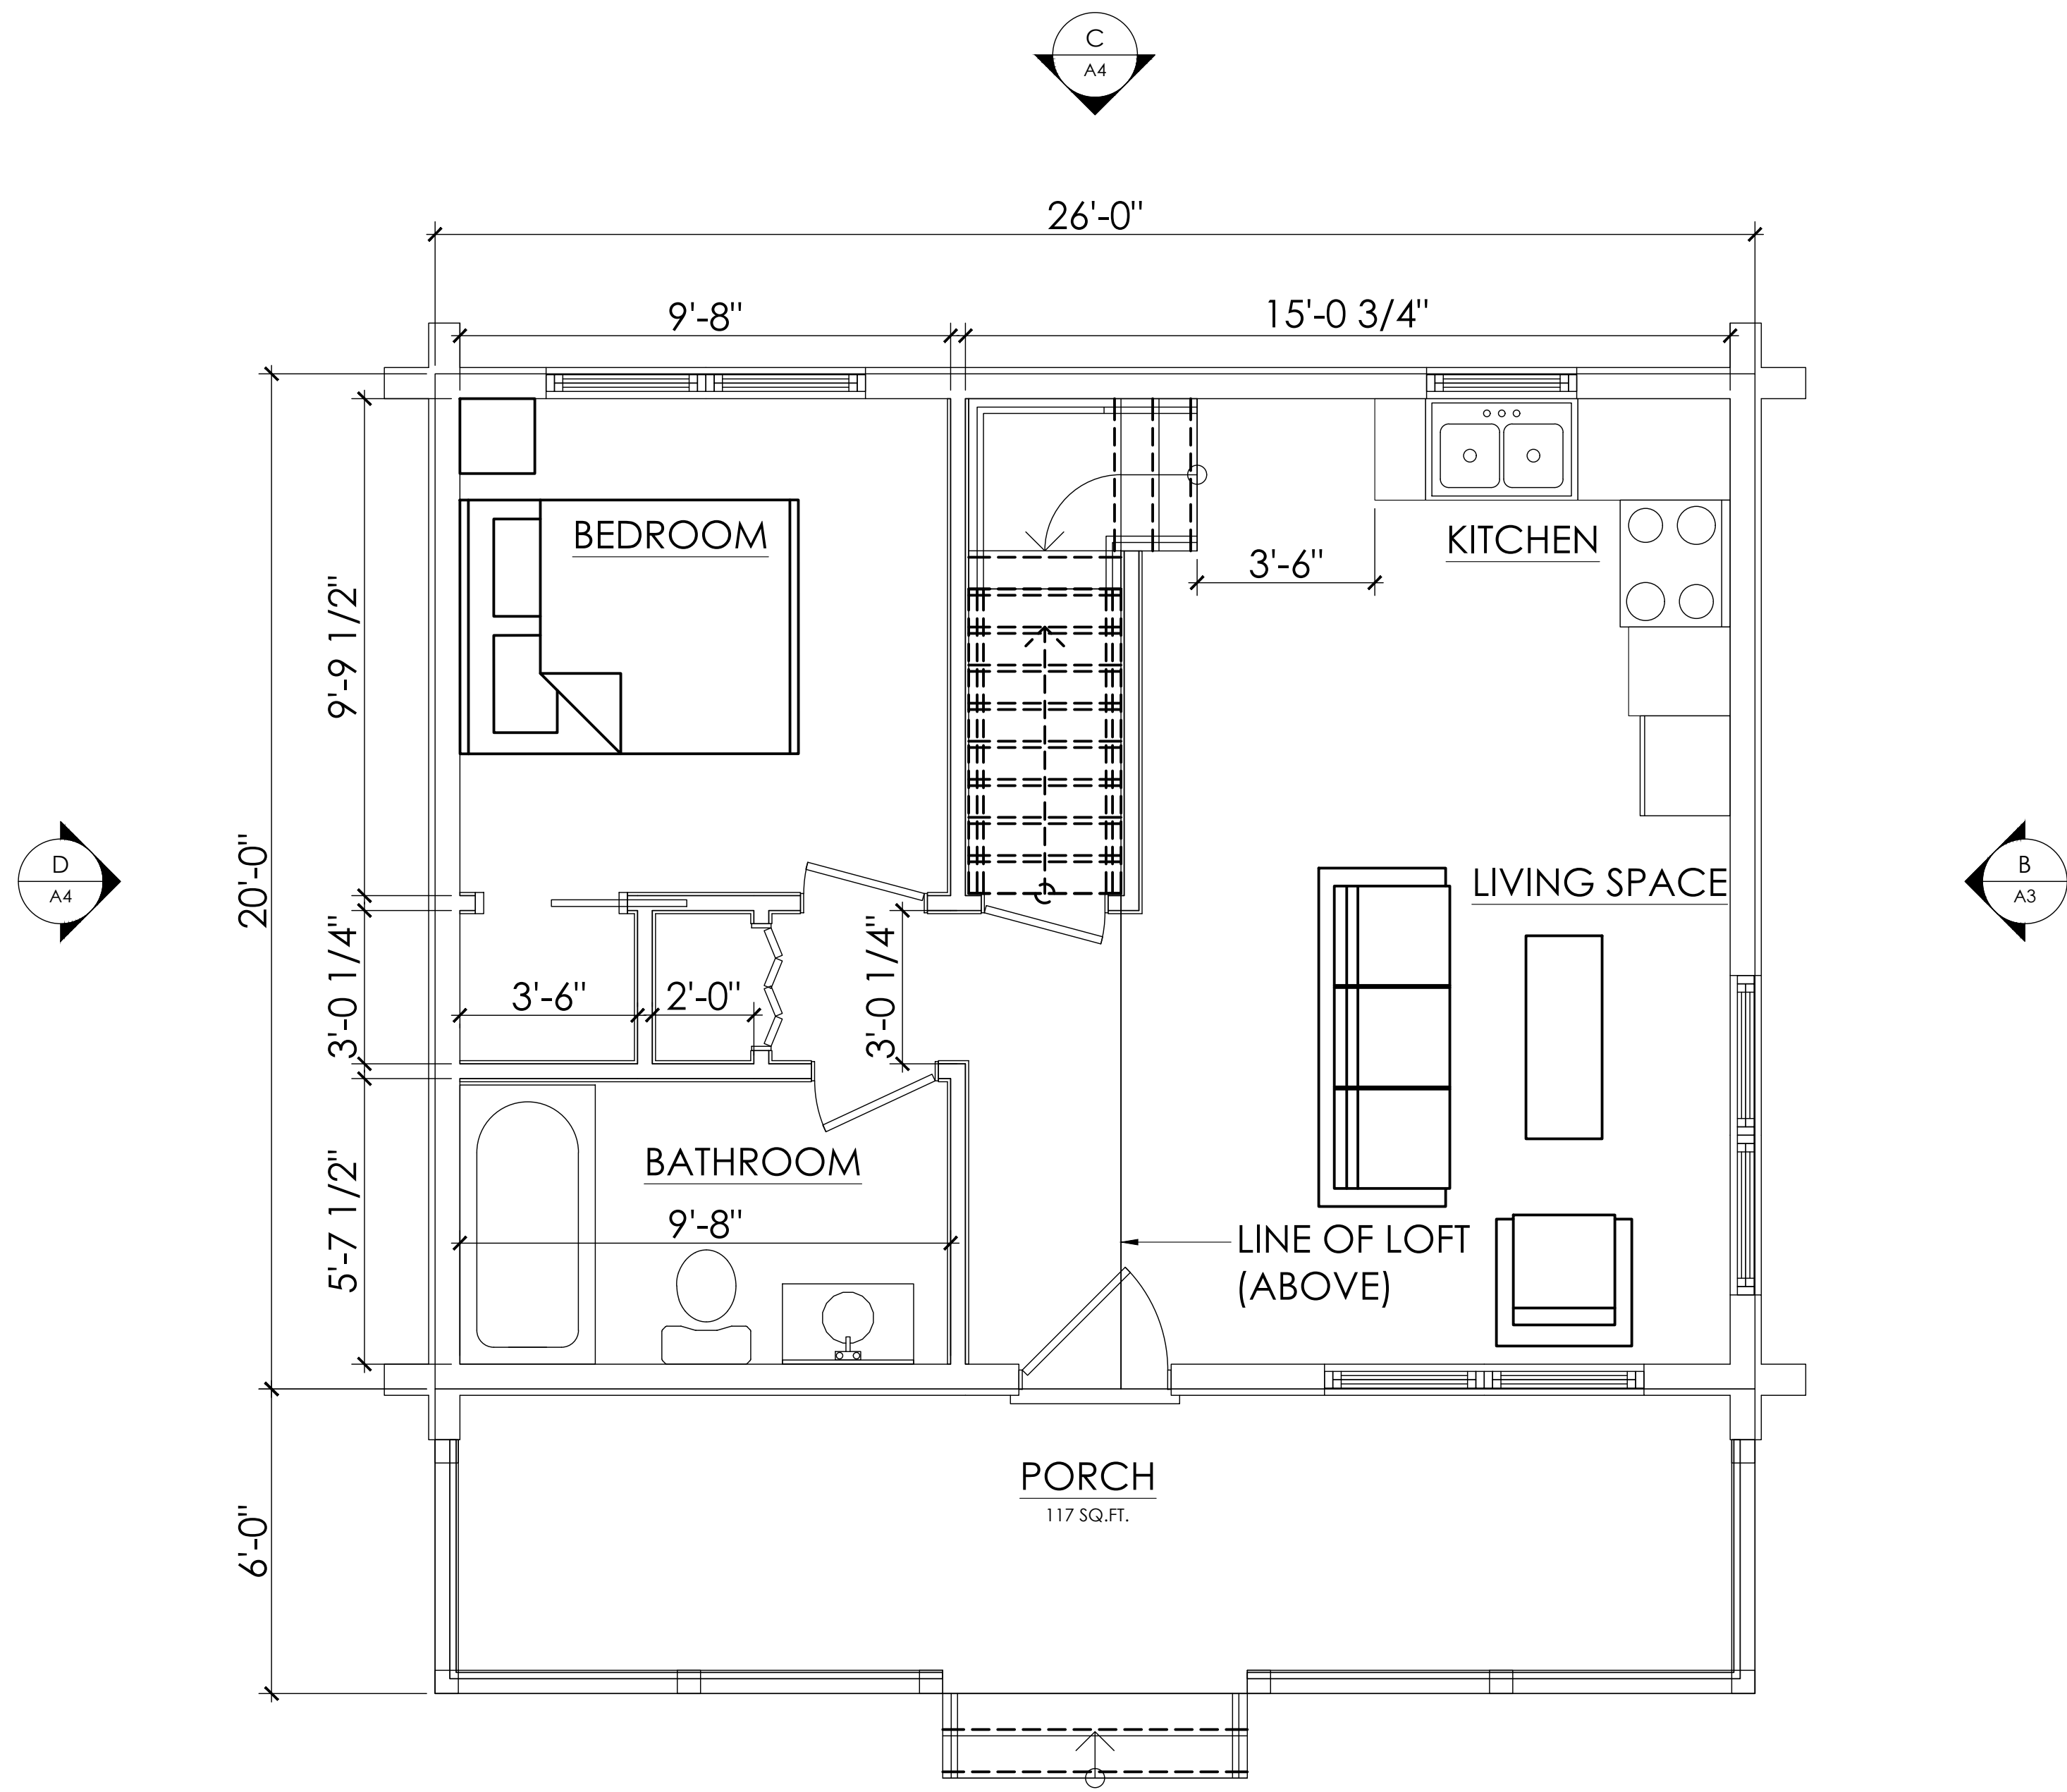 C
A4
26'-0"
9'-8"
15'-0 3/4"
BEDROOM
KITCHEN
3'-6"
9'-9 1/2"
20'-0"
D
A4
B
A3
LIVING SPACE
3'-0 1/4"
3'-6"
2'-0"
3'-0 1/4"
BATHROOM
9'-8"
5'-7 1/2"
LINE OF LOFT
(ABOVE)
PORCH
117 SQ.FT.
6'-0"